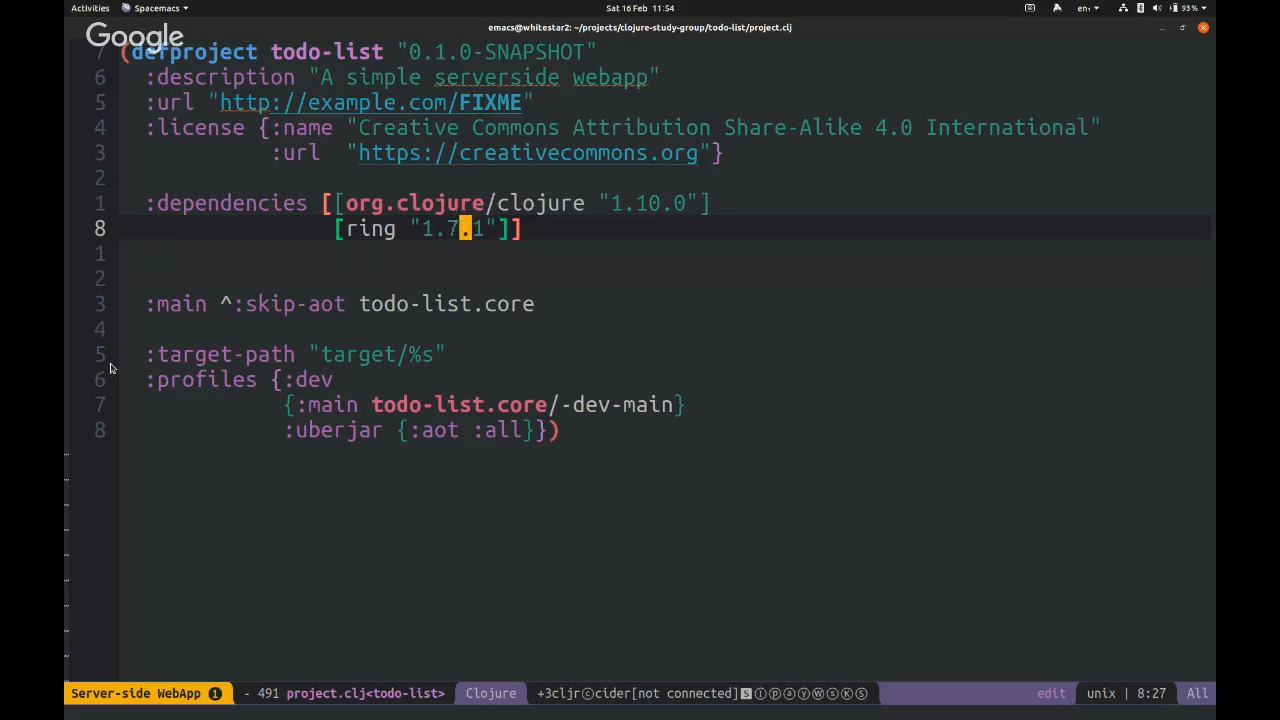 Activities Spacemacs Sat 16 Feb 11:54 en₁ 93 %
emacs@whitestar2: ~/projects/clojure-study-group/todo-list/project.clj
Google
7 (defproject todo-list "0.1.0-SNAPSHOT"
6 :description "A simple serverside webapp"
5 :url "http://example.com/FIXME"
4 :license {:name "Creative Commons Attribution Share-Alike 4.0 International"
3 :url "https://creativecommons.org"}
2
1 :dependencies [[org.clojure/clojure "1.10.0"]
8 [ring "1.7.1"]]
1
2
3 :main ^:skip-aot todo-list.core
4
5 :target-path "target/%s"
6 :profiles {:dev
7 {:main todo-list.core/-dev-main}
8 :uberjar {:aot :all}})
Server-side WebApp ❶ - 491 project.clj<todo-list> Clojure +3cljrⓒcider[not connected]🆂ⓘⓟⓐⓨⓦⓢⓀⓈ edit unix | 8:27 All